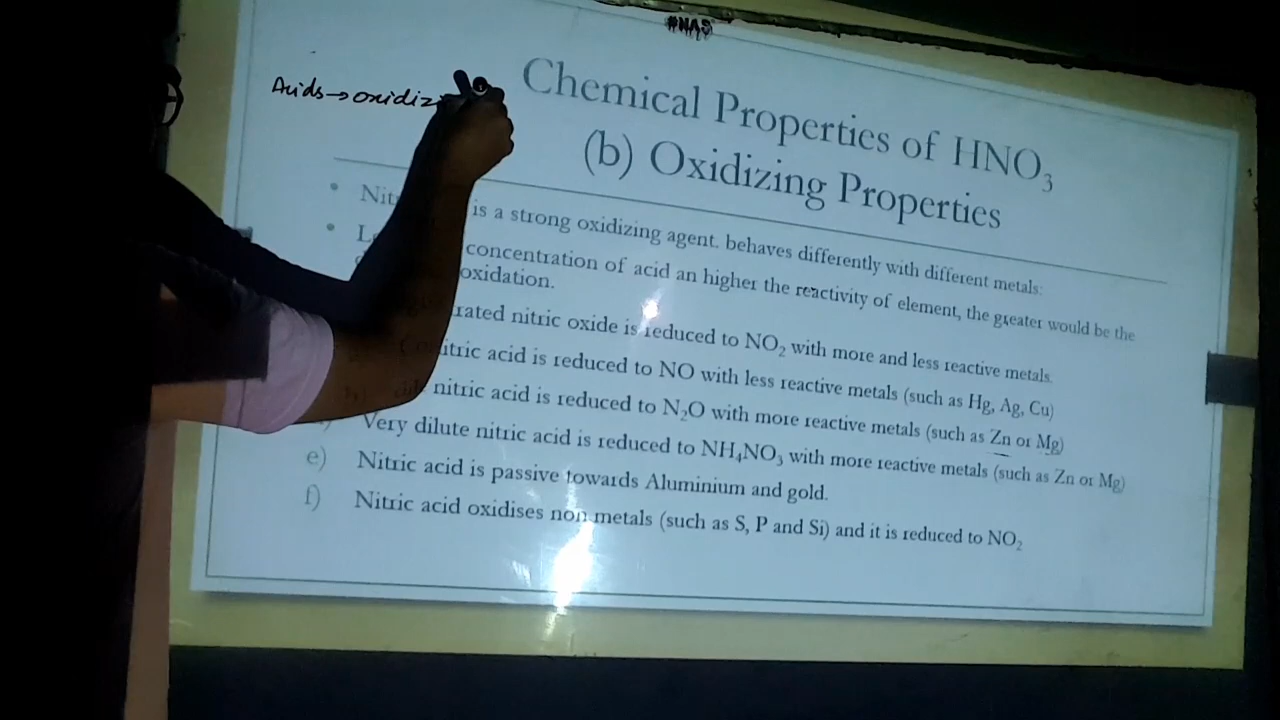 #NAS
Acids→oxidizi
Chemical Properties of HNO₃
(b) Oxidizing Properties
• is a strong oxidizing agent. behaves differently with different metals:
• concentration of acid an higher the reactivity of element, the greater would be the
oxidation.
nitric oxide is reduced to NO₂ with more and less reactive metals.
acid is reduced to NO with less reactive metals (such as Hg, Ag, Cu)
nitric acid is reduced to N₂O with more reactive metals (such as Zn or Mg)
Very dilute nitric acid is reduced to NH₄NO₃ with more reactive metals (such as Zn or Mg)
e) Nitric acid is passive towards Aluminium and gold.
f) Nitric acid oxidises non metals (such as S, P and Si) and it is reduced to NO₂